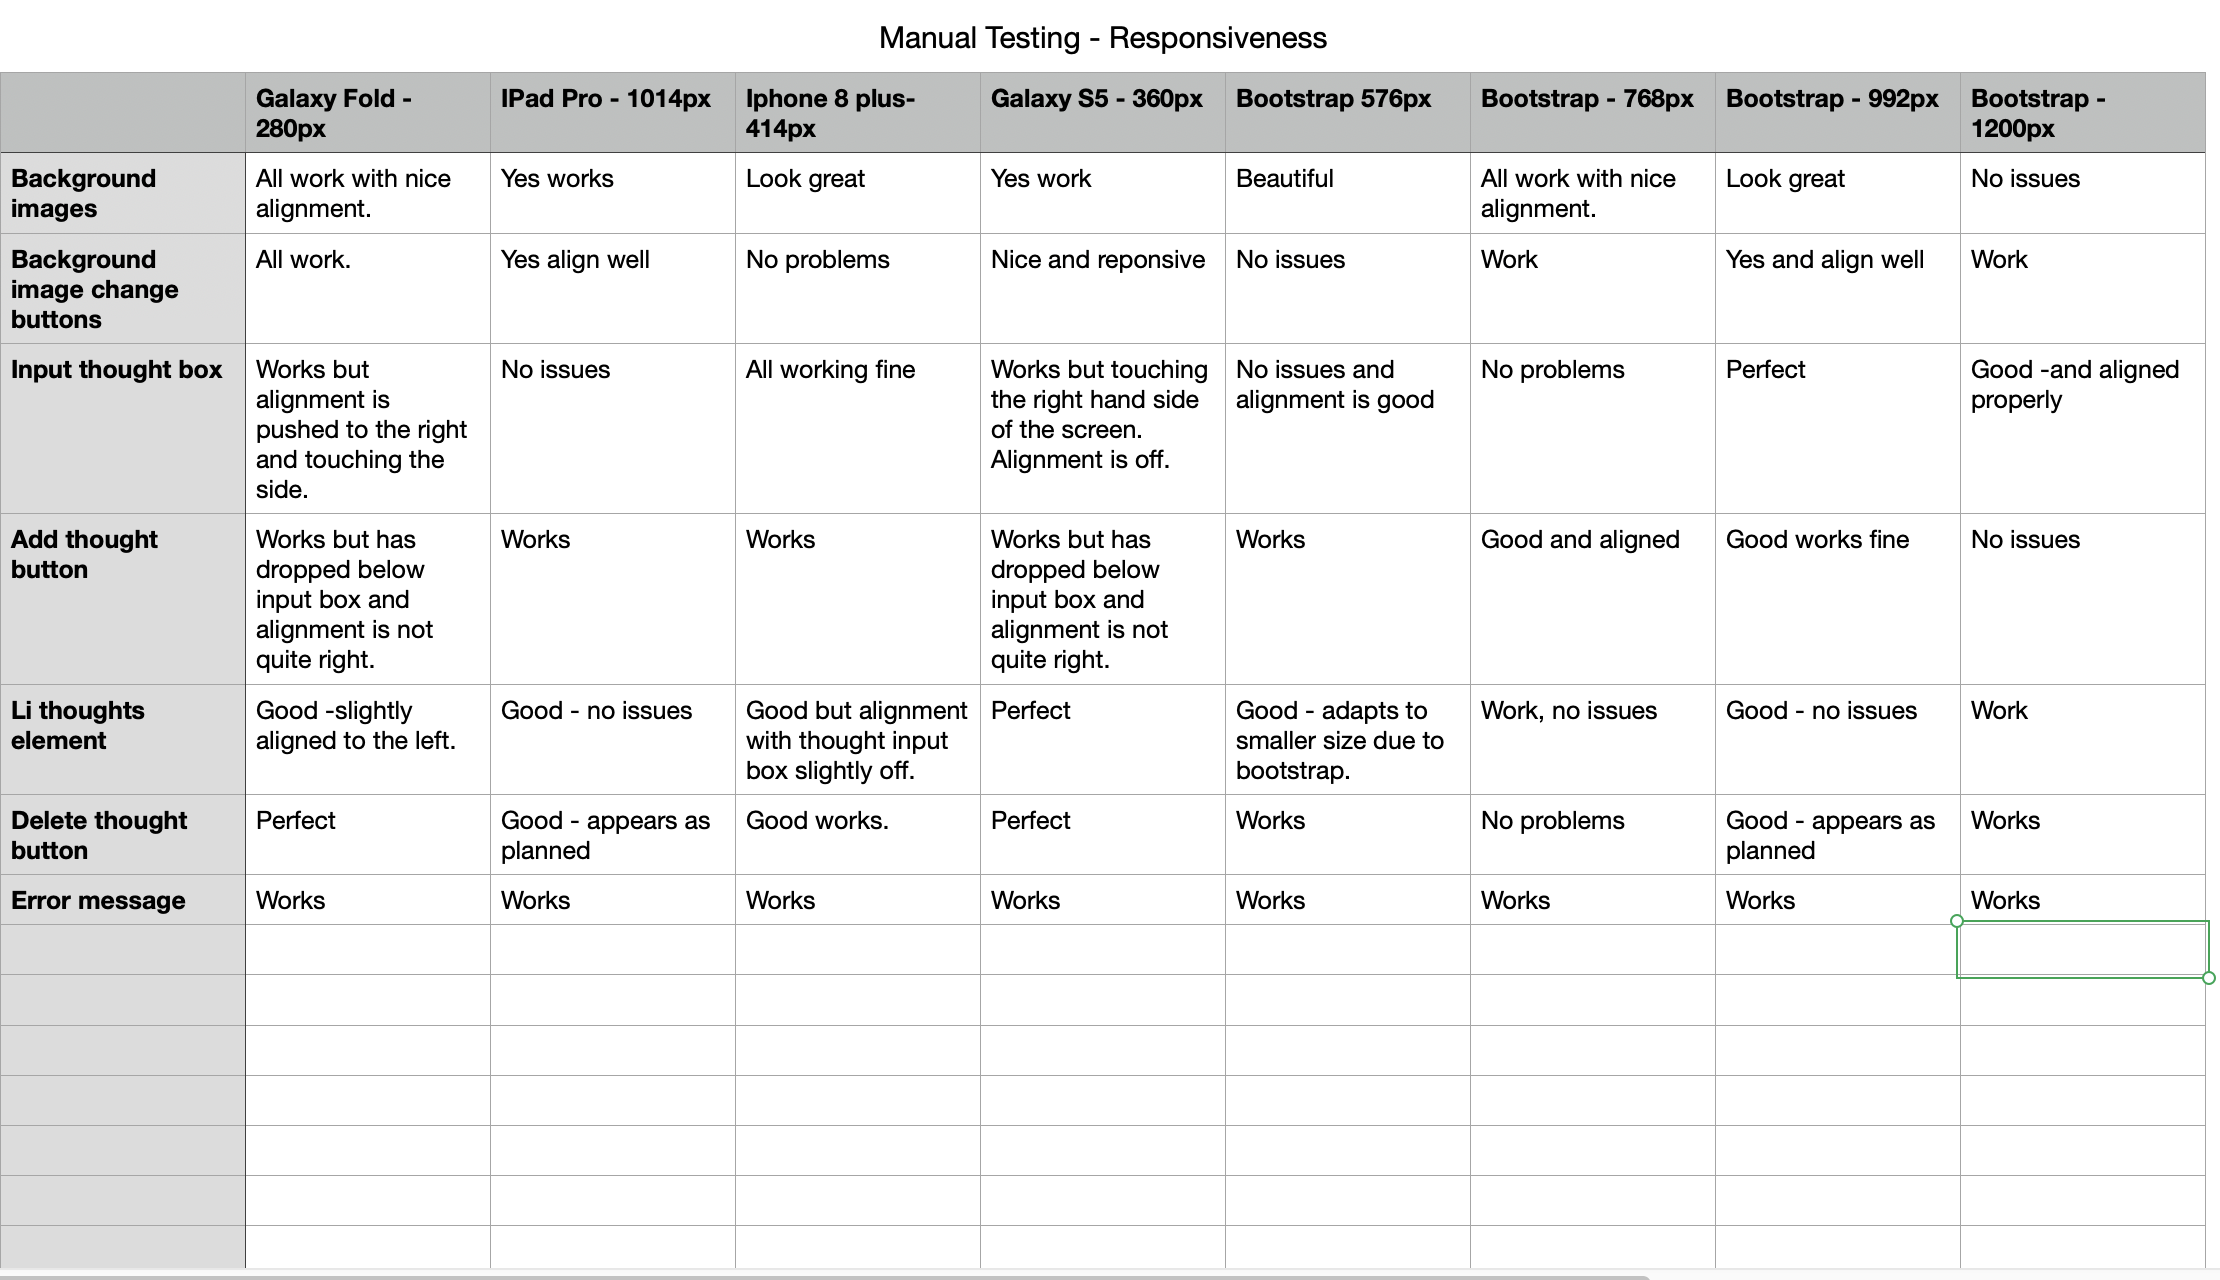 Manual Testing - Responsiveness
Galaxy Fold -
280px
IPad Pro - 1014px
Iphone 8 plus-
414px
Galaxy S5 - 360px
Bootstrap 576px
Bootstrap - 768px
Bootstrap - 992px
Bootstrap -
1200px
Background
images
All work with nice
alignment.
Yes works
Look great
Yes work
Beautiful
All work with nice
alignment.
Look great
No issues
Background
image change
buttons
All work.
Yes align well
No problems
Nice and reponsive
No issues
Work
Yes and align well
Work
Input thought box
Works but
alignment is
pushed to the right
and touching the
side.
No issues
All working fine
Works but touching
the right hand side
of the screen.
Alignment is off.
No issues and
alignment is good
No problems
Perfect
Good -and aligned
properly
Add thought
button
Works but has
dropped below
input box and
alignment is not
quite right.
Works
Works
Works but has
dropped below
input box and
alignment is not
quite right.
Works
Good and aligned
Good works fine
No issues
Li thoughts
element
Good -slightly
aligned to the left.
Good - no issues
Good but alignment
with thought input
box slightly off.
Perfect
Good - adapts to
smaller size due to
bootstrap.
Work, no issues
Good - no issues
Work
Delete thought
button
Perfect
Good - appears as
planned
Good works.
Perfect
Works
No problems
Good - appears as
planned
Works
Error message
Works
Works
Works
Works
Works
Works
Works
Works